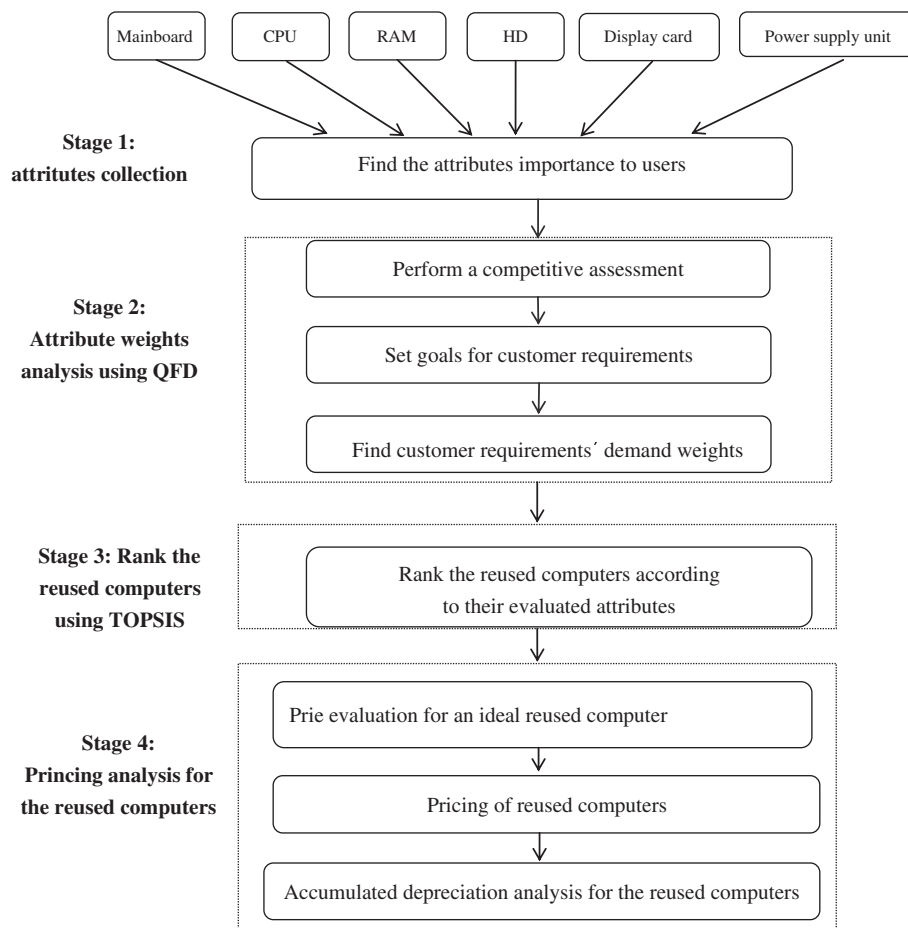 Mainboard
CPU
RAM
HD
Display card
Power supply unit
Stage 1:
attritutes collection
Find the attributes importance to users
Stage 2:
Attribute weights
analysis using QFD
Perform a competitive assessment
Set goals for customer requirements
Find customer requirements´ demand weights
Stage 3: Rank the
reused computers
using TOPSIS
Rank the reused computers according
to their evaluated attributes
Stage 4:
Princing analysis for
the reused computers
Prie evaluation for an ideal reused computer
Pricing of reused computers
Accumulated depreciation analysis for the reused computers